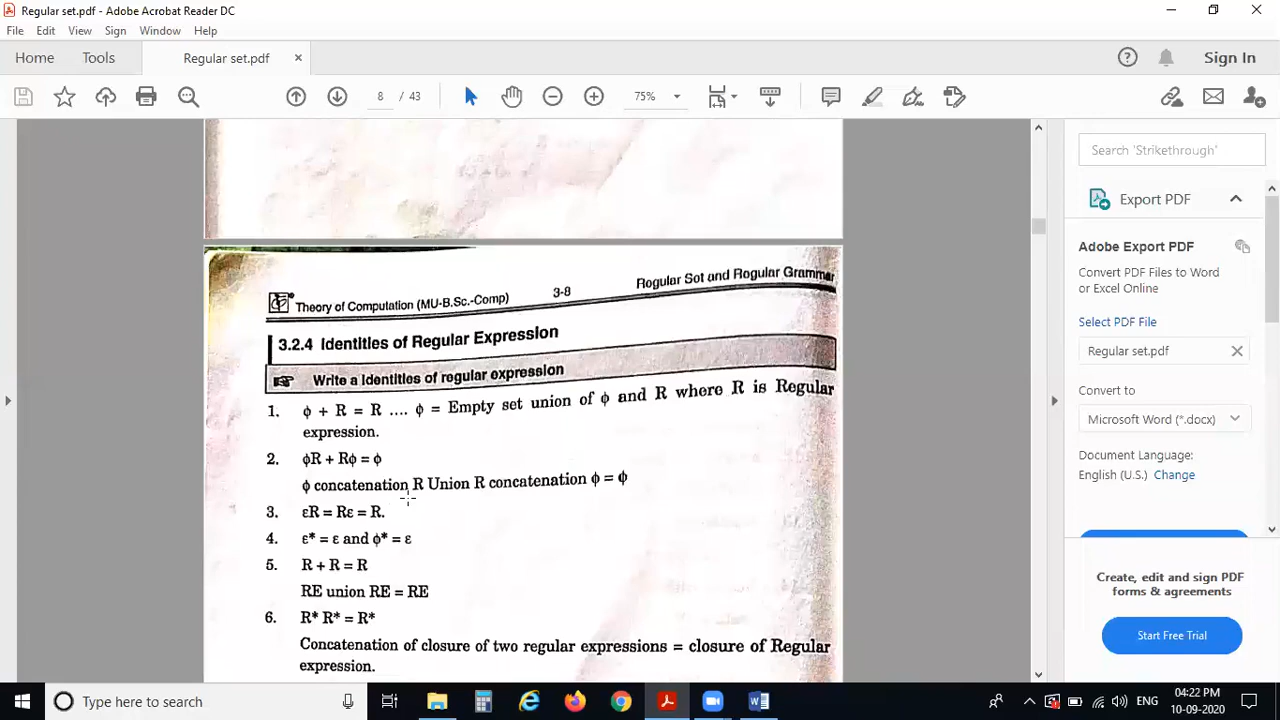 Regular set.pdf - Adobe Acrobat Reader DC
File Edit View Sign Window Help
Home Tools Regular set.pdf × Sign In
8 / 43 75%
Search 'Strikethrough'
Export PDF
Adobe Export PDF
Convert PDF Files to Word
or Excel Online
Select PDF File
Regular set.pdf
Convert to
Microsoft Word (*.docx)
Document Language:
English (U.S.) Change
Create, edit and sign PDF
forms & agreements
Start Free Trial
Theory of Computation (MU-B.Sc.-Comp) 3-8 Regular Set and Regular Grammar
3.2.4 Identities of Regular Expression
Write a identities of regular expression
1. ϕ + R = R .... ϕ = Empty set union of ϕ and R where R is Regular
expression.
2. ϕR + Rϕ = ϕ
ϕ concatenation R Union R concatenation ϕ = ϕ
3. εR = Rε = R.
4. ε* = ε and ϕ* = ε
5. R + R = R
RE union RE = RE
6. R* R* = R*
Concatenation of closure of two regular expressions = closure of Regular
expression.
Type here to search
ENG
04:22 PM
10-09-2020